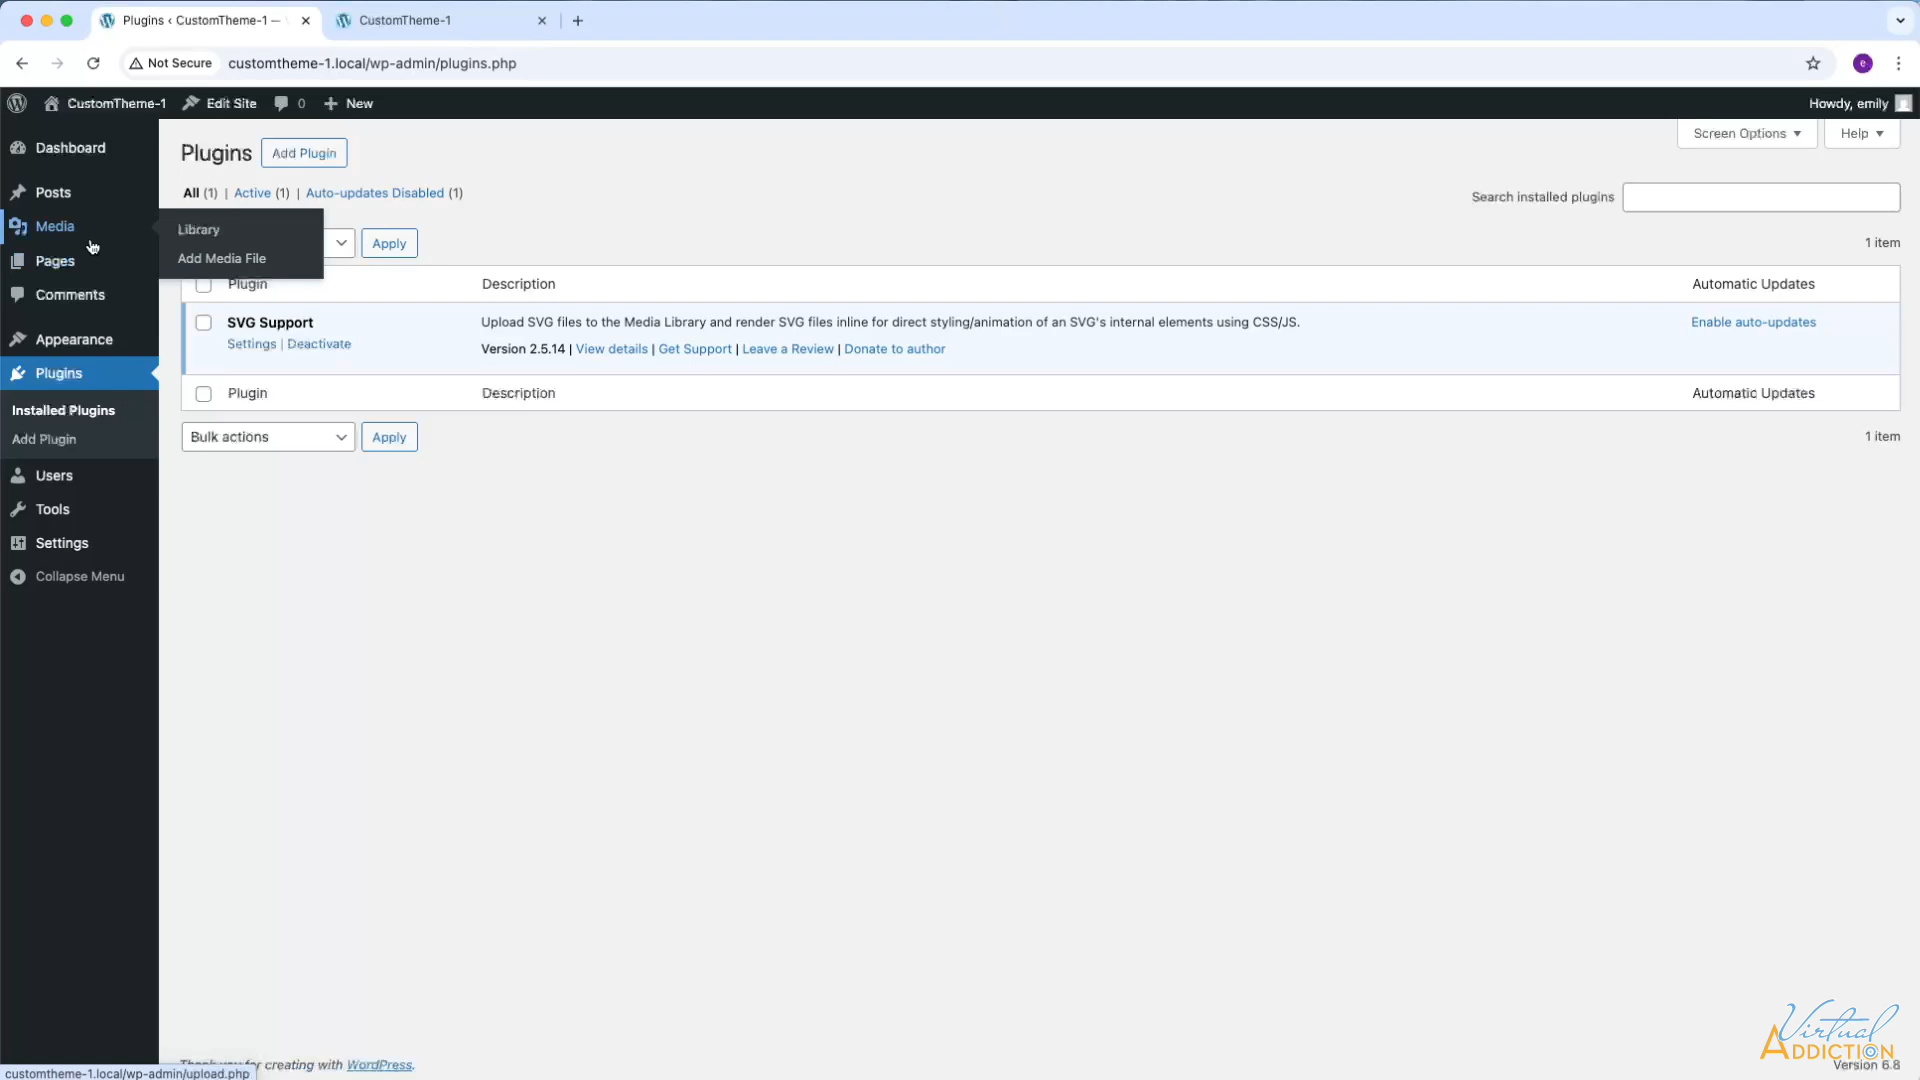 Plugins ‹ CustomTheme-1 —
CustomTheme-1
Not Secure
customtheme-1.local/wp-admin/plugins.php
e
CustomTheme-1
Edit Site
0
New
Howdy, emily
Dashboard
Posts
Media
Pages
Comments
Appearance
Plugins
Installed Plugins
Add Plugin
Users
Tools
Settings
Collapse Menu
Library
Add Media File
Plugins
Add Plugin
Screen Options
Help
All (1) | Active (1) | Auto-updates Disabled (1)
Search installed plugins
Apply
1 item
Plugin Description Automatic Updates
SVG Support
Settings | Deactivate
Upload SVG files to the Media Library and render SVG files inline for direct styling/animation of an SVG's internal elements using CSS/JS.
Version 2.5.14 | View details | Get Support | Leave a Review | Donate to author
Enable auto-updates
Plugin Description Automatic Updates
Bulk actions
Apply
1 item
Thank you for creating with WordPress.
customtheme-1.local/wp-admin/upload.php
Virtual
ADDICTION
Version 6.8